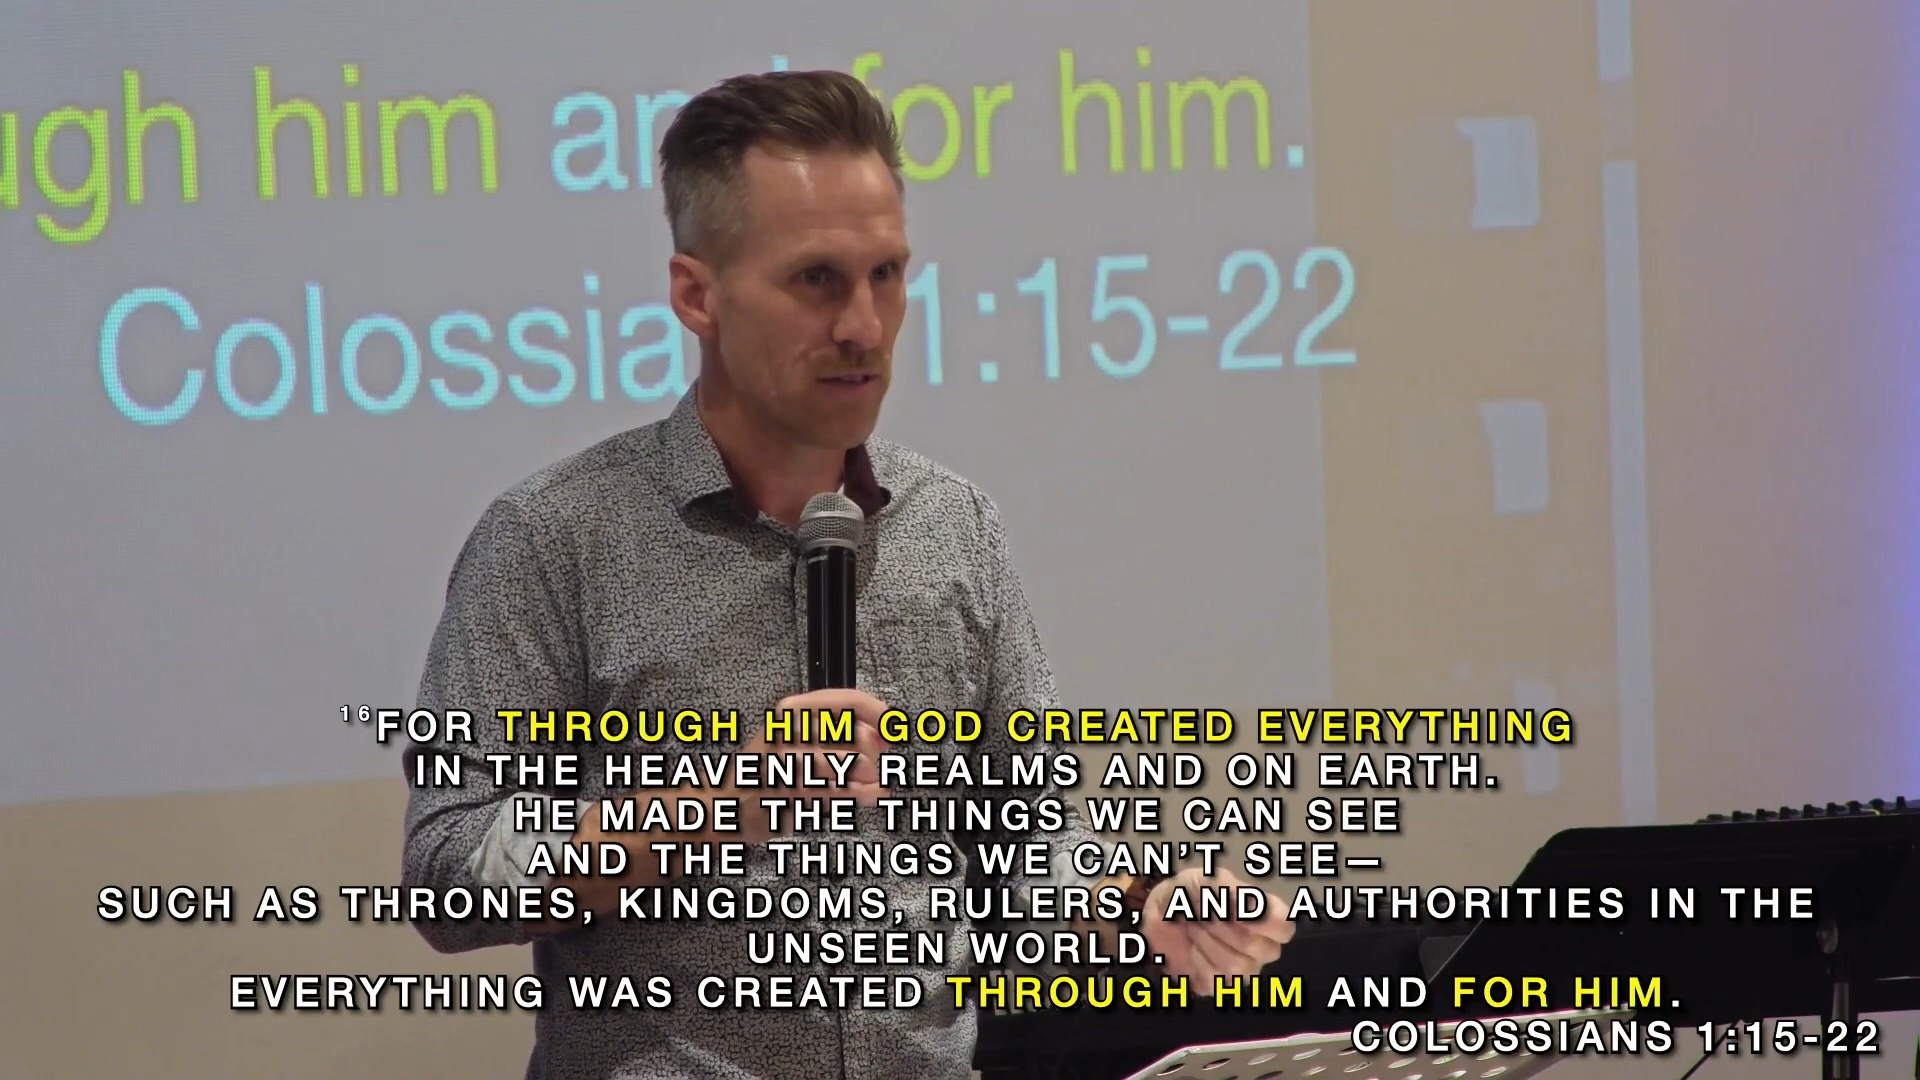 ugh him and for him.
Colossia 1:15-22
16FOR THROUGH HIM GOD CREATED EVERYTHING
IN THE HEAVENLY REALMS AND ON EARTH.
HE MADE THE THINGS WE CAN SEE
AND THE THINGS WE CAN'T SEE—
SUCH AS THRONES, KINGDOMS, RULERS, AND AUTHORITIES IN THE
UNSEEN WORLD.
EVERYTHING WAS CREATED THROUGH HIM AND FOR HIM.
COLOSSIANS 1:15-22